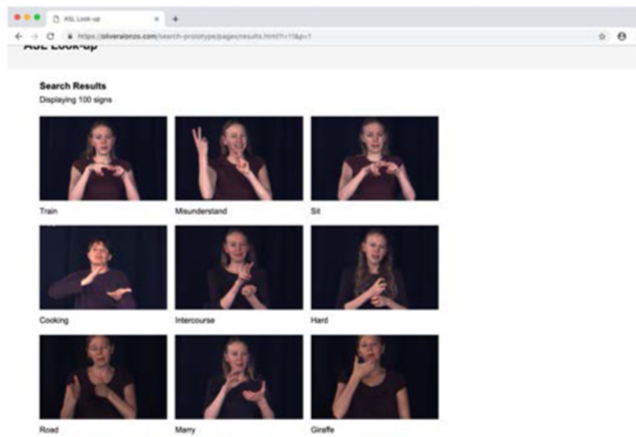 ASL Look-up
https://oliveralonzo.com/search-prototype/pages/results.html?i=118&p=1
ASL Look-up
Search Results
Displaying 100 signs
Train
Misunderstand
Sit
Cooking
Intercourse
Hard
Road
Marry
Giraffe